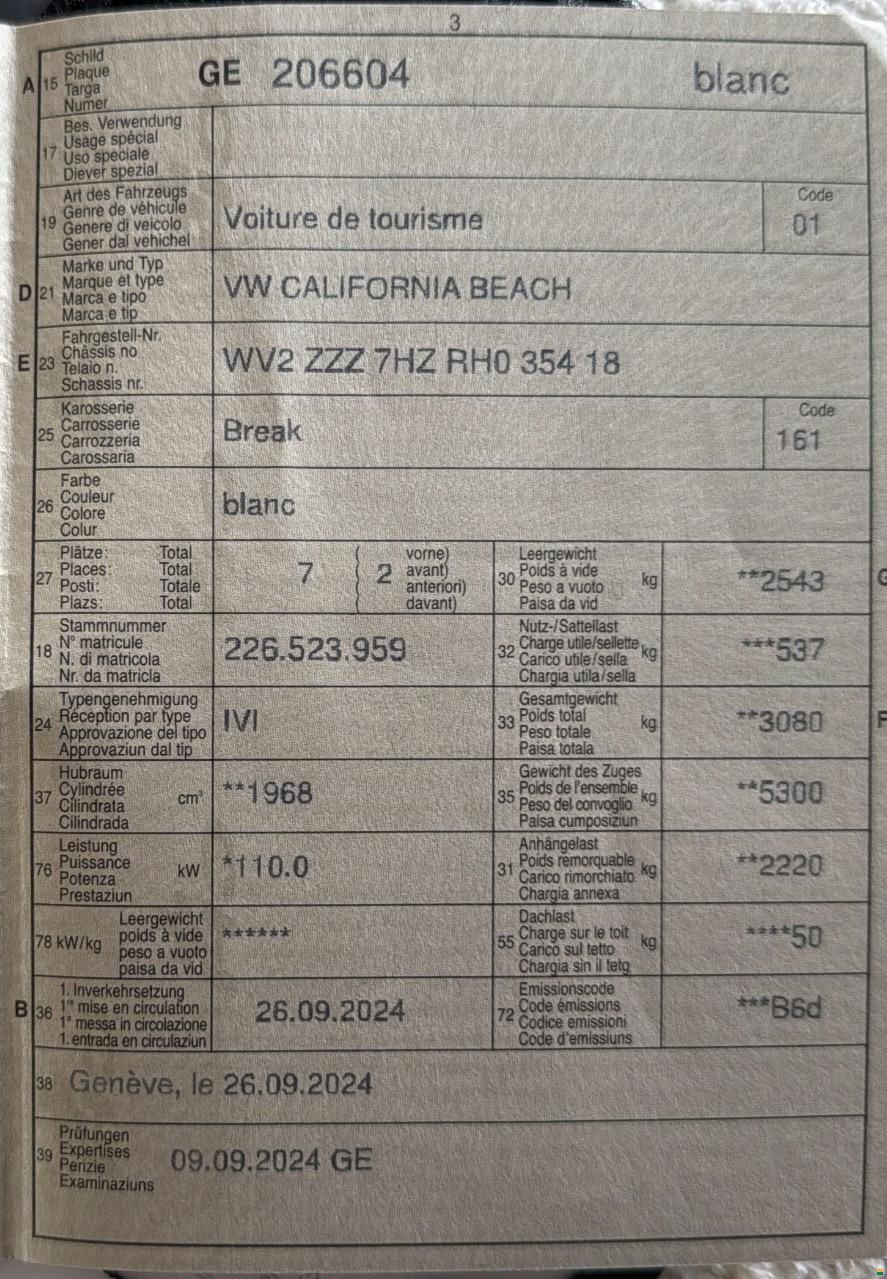 3
A 15 Schild
Plaque
Targa
Numer
GE 206604 blanc
17 Bes. Verwendung
Usage spécial
Uso speciale
Diever spezial
19 Art des Fahrzeugs
Genre de véhicule
Genere di veicolo
Gener dal vehichel
Voiture de tourisme
Code
01
D 21 Marke und Typ
Marque et type
Marca e tipo
Marca e tip
VW CALIFORNIA BEACH
E 23 Fahrgestell-Nr.
Châssis no
Telaio n.
Schassis nr.
WV2 ZZZ 7HZ RH0 354 18
25 Karosserie
Carrosserie
Carrozzeria
Carossaria
Break
Code
161
26 Farbe
Couleur
Colore
Colur
blanc
27 Plätze: Total
Places: Total
Posti: Totale
Plazs: Total
7 ( 2 vorne)
( avant)
( anteriori)
( davant)
30 Leergewicht
Poids à vide
Peso a vuoto
Paisa da vid
kg
**2543
G
18 Stammnummer
N° matricule
N. di matricola
Nr. da matricla
226.523.959
32 Nutz-/Sattellast
Charge utile/sellette
Carico utile/sella
Chargia utila/sella
kg
***537
24 Typengenehmigung
Réception par type
Approvazione del tipo
Approvaziun dal tip
IVI
33 Gesamtgewicht
Poids total
Peso totale
Paisa totala
kg
**3080
F
37 Hubraum
Cylindrée
Cilindrata
Cilindrada
cm³
**1968
35 Gewicht des Zuges
Poids de l'ensemble
Peso del convoglio
Paisa cumposiziun
kg
**5300
76 Leistung
Puissance
Potenza
Prestaziun
kW
*110.0
31 Anhängelast
Poids remorquable
Carico rimorchiato
Chargia annexa
kg
**2220
78 kW/kg Leergewicht
poids à vide
peso a vuoto
paisa da vid
******
55 Dachlast
Charge sur le toit
Carico sul tetto
Chargia sin il tetg
kg
****50
B 36 1. Inverkehrsetzung
1re mise en circulation
1a messa in circolazione
1. entrada en circulaziun
26.09.2024
72 Emissionscode
Code émissions
Codice emissioni
Code d'emissiuns
***B6d
38 Genève, le 26.09.2024
39 Prüfungen
Expertises
Perizie
Examinaziuns
09.09.2024 GE